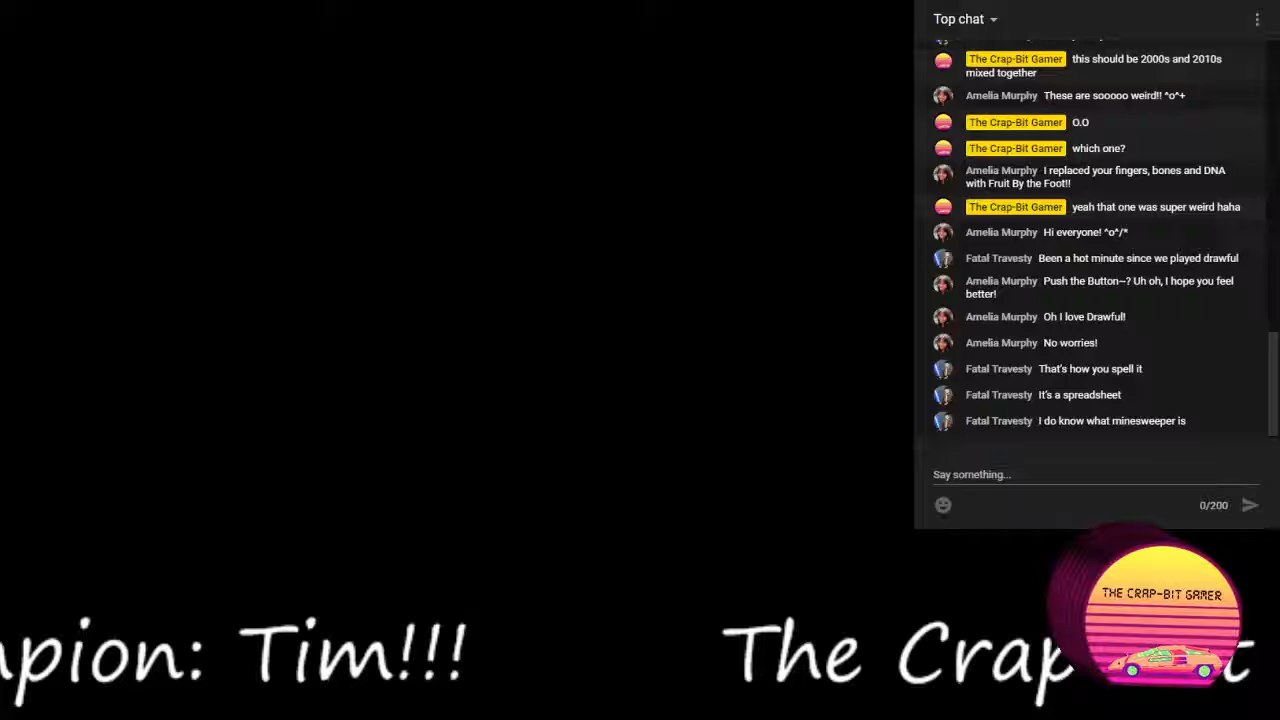 Top chat
The Crap-Bit Gamer this should be 2000s and 2010s
mixed together
Amelia Murphy These are sooooo weird!! ^o^+
The Crap-Bit Gamer O.O
The Crap-Bit Gamer which one?
Amelia Murphy I replaced your fingers, bones and DNA
with Fruit By the Foot!!
The Crap-Bit Gamer yeah that one was super weird haha
Amelia Murphy Hi everyone! ^o^/*
Fatal Travesty Been a hot minute since we played drawful
Amelia Murphy Push the Button~? Uh oh, I hope you feel
better!
Amelia Murphy Oh I love Drawful!
Amelia Murphy No worries!
Fatal Travesty That's how you spell it
Fatal Travesty It's a spreadsheet
Fatal Travesty I do know what minesweeper is
Say something...
0/200
THE CRAP-BIT GAMER
mpion: Tim!!! The Crap t